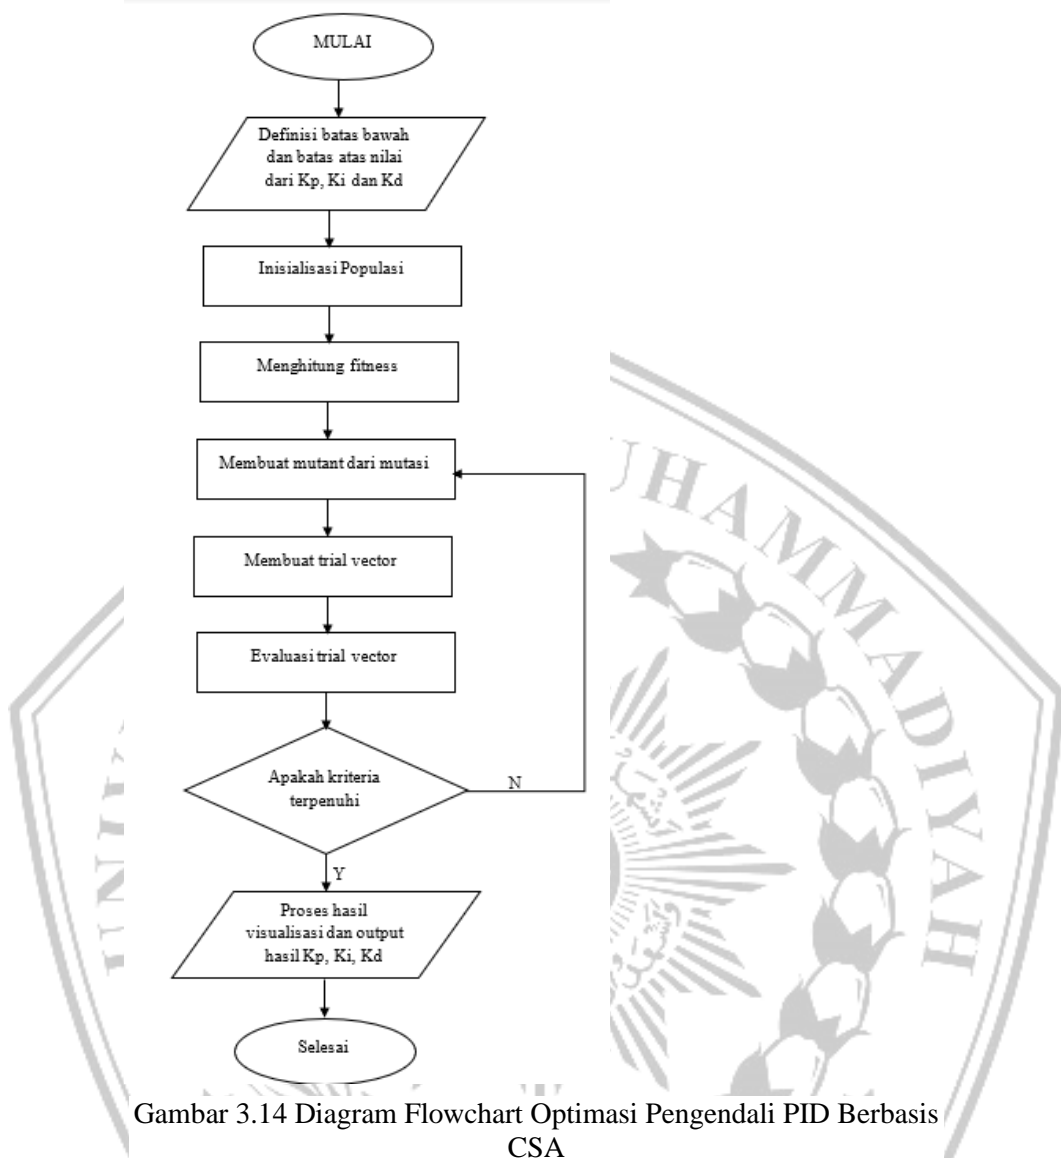 MULAI
Definisi batas bawah
dan batas atas nilai
dari Kp, Ki dan Kd
Inisialisasi Populasi
Menghitung fitness
Membuat mutant dari mutasi
Membuat trial vector
Evaluasi trial vector
Apakah kriteria
terpenuhi
N
Y
Proses hasil
visualisasi dan output
hasil Kp, Ki, Kd
Selesai
Gambar 3.14 Diagram Flowchart Optimasi Pengendali PID Berbasis
CSA
UHAMMADIYAH